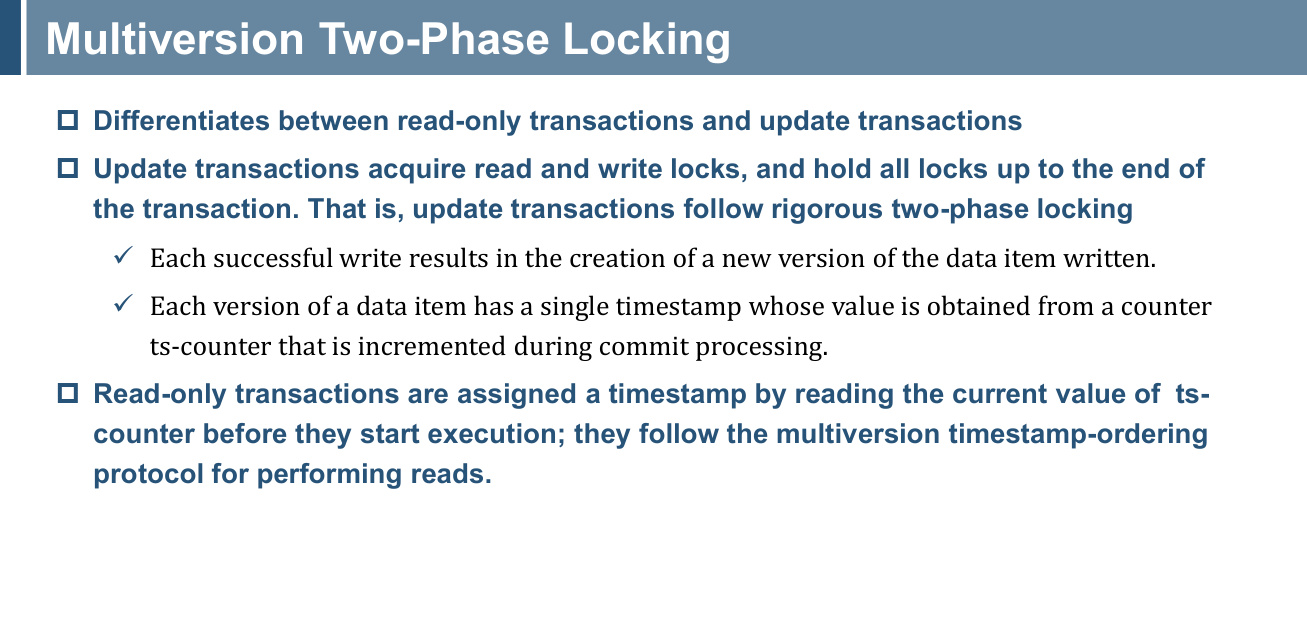 Multiversion Two-Phase Locking
Differentiates between read-only transactions and update transactions
Update transactions acquire read and write locks, and hold all locks up to the end of
the transaction. That is, update transactions follow rigorous two-phase locking
Each successful write results in the creation of a new version of the data item written.
Each version of a data item has a single timestamp whose value is obtained from a counter
ts-counter that is incremented during commit processing.
Read-only transactions are assigned a timestamp by reading the current value of  ts-
counter before they start execution; they follow the multiversion timestamp-ordering
protocol for performing reads.